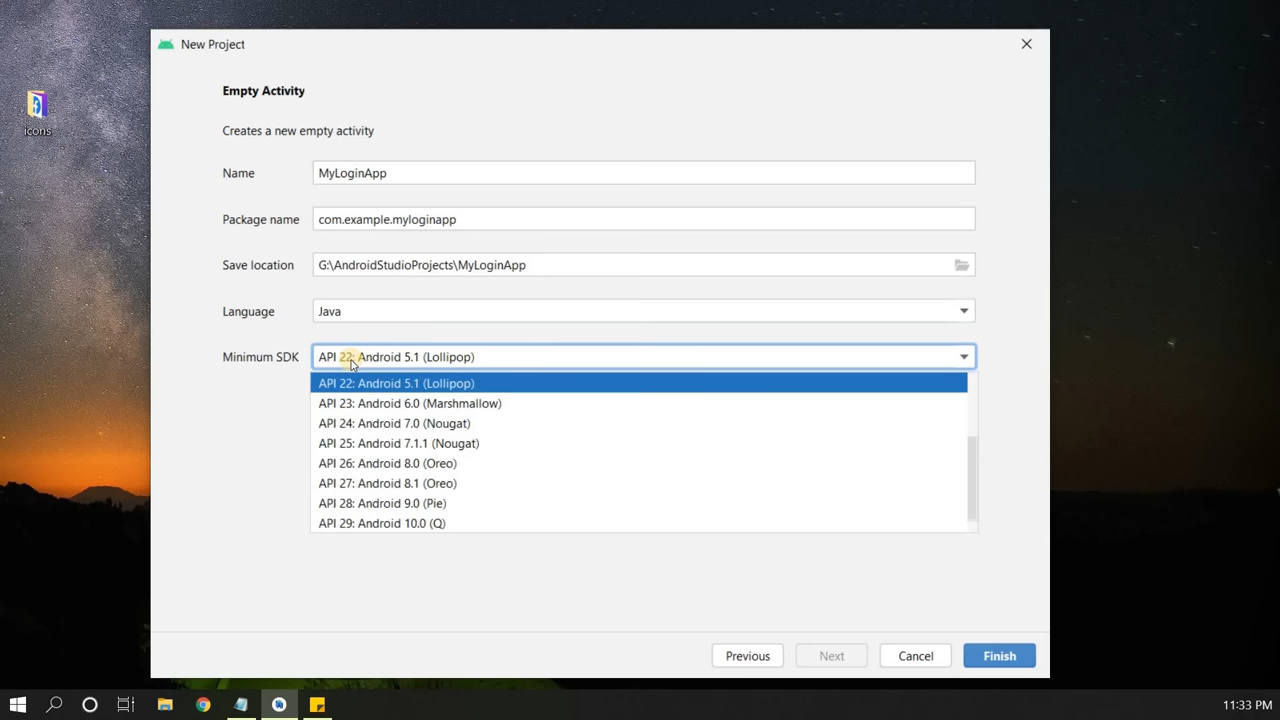 New Project
icons
Empty Activity
Creates a new empty activity
Name
MyLoginApp
Package name
com.example.myloginapp
Save location
G:\AndroidStudioProjects\MyLoginApp
Language
Java
Minimum SDK
API 22: Android 5.1 (Lollipop)
API 22: Android 5.1 (Lollipop)
API 23: Android 6.0 (Marshmallow)
API 24: Android 7.0 (Nougat)
API 25: Android 7.1.1 (Nougat)
API 26: Android 8.0 (Oreo)
API 27: Android 8.1 (Oreo)
API 28: Android 9.0 (Pie)
API 29: Android 10.0 (Q)
Previous
Next
Cancel
Finish
11:33 PM